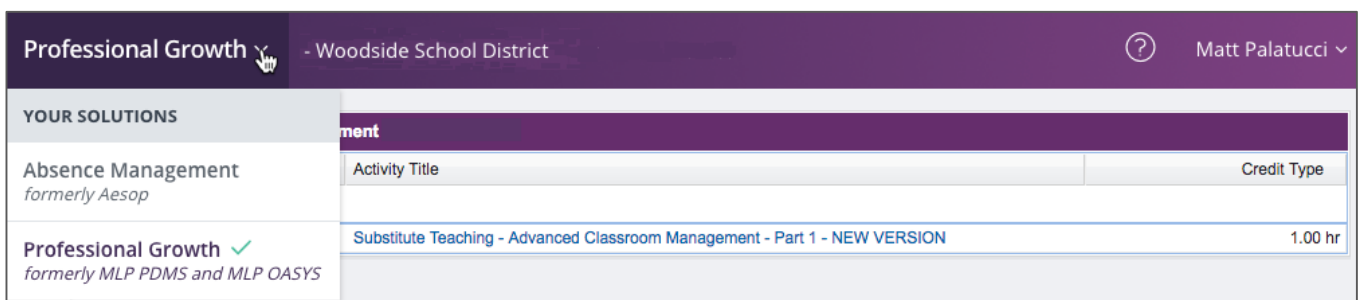 Professional Growth - Woodside School District ? Matt Palatucci
YOUR SOLUTIONS
ment
Absence Management
formerly Aesop
Activity Title Credit Type
Professional Growth
formerly MLP PDMS and MLP OASYS
Substitute Teaching - Advanced Classroom Management - Part 1 - NEW VERSION 1.00 hr